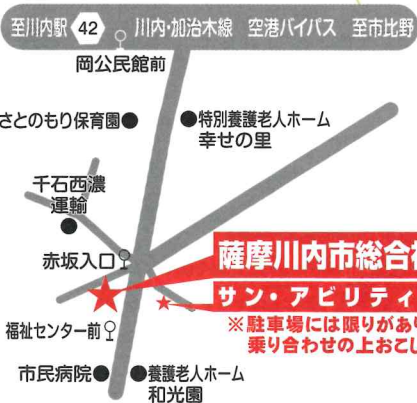 至川内駅 42 川内・加治木線 空港バイパス 至市比野
岡公民館前
さとのもり保育園
特別養護老人ホーム
幸せの里
千石西濃
運輸
赤坂入口
薩摩川内市総合
サン・アビリティ
※駐車場には限りがあ
乗り合わせの上おこし
福祉センター前
市民病院
養護老人ホーム
和光園